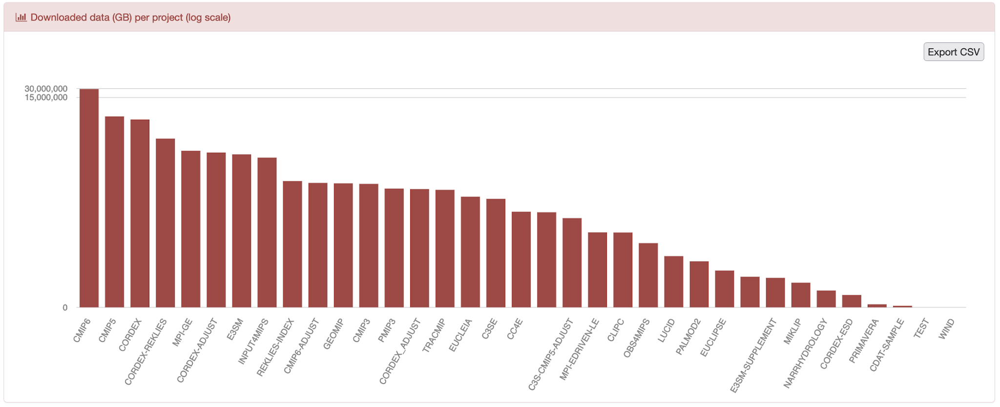 Downloaded data (GB) per project (log scale)
Export CSV
30,000,000
15,000,000
0
CMIP6
CMIP5
CORDEX
CORDEX-REKLIES
MPI-GE
CORDEX-ADJUST
E3SM
INPUT4MIPS
REKLIES-INDEX
CMIP6-ADJUST
GEOMIP
CMIP3
PMIP3
CORDEX_ADJUST
TRACMIP
EUCLEIA
C3SE
CC4E
C3S-CMIP5-ADJUST
MPI-EDRIVEN-LE
CLIPC
OBS4MIPS
LUCID
PALMOD2
EUCLIPSE
E3SM-SUPPLEMENT
MIKLIP
NARRHYDROLOGY
CORDEX-ESD
PRIMAVERA
CDAT-SAMPLE
TEST
WIND